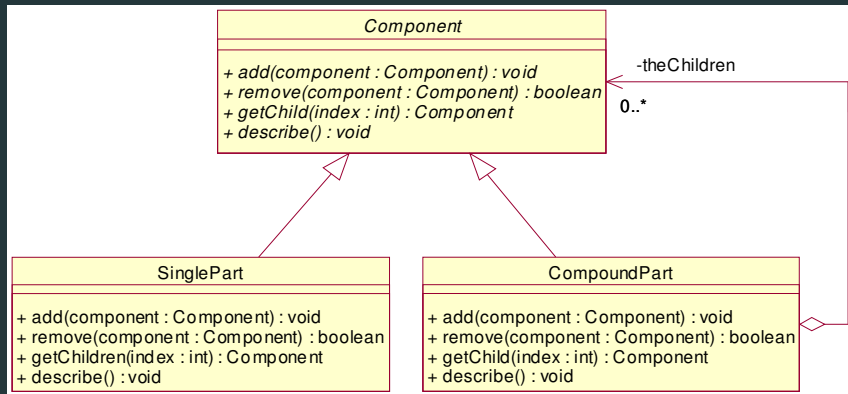 Component
+ add(component : Component) : void
+ remove(component : Component) : boolean
+ getChild(index : int) : Component
+ describe() : void
-theChildren
0..*
SinglePart
+ add(component : Component) : void
+ remove(component : Component) : boolean
+ getChildren(index : int) : Component
+ describe() : void
CompoundPart
+ add(component : Component) : void
+ remove(component : Component) : boolean
+ getChild(index : int) : Component
+ describe() : void